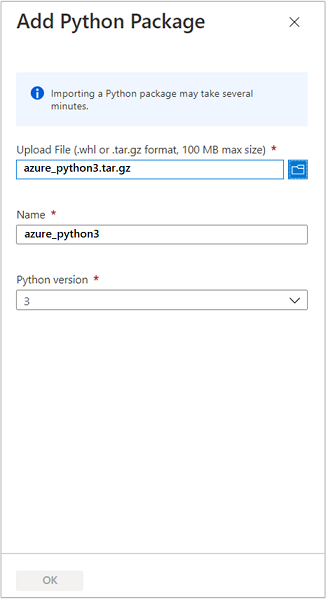 Add Python Package
Importing a Python package may take several
minutes.
Upload File (.whl or .tar.gz format, 100 MB max size) *
azure_python3.tar.gz
Name *
azure_python3
Python version *
3
OK